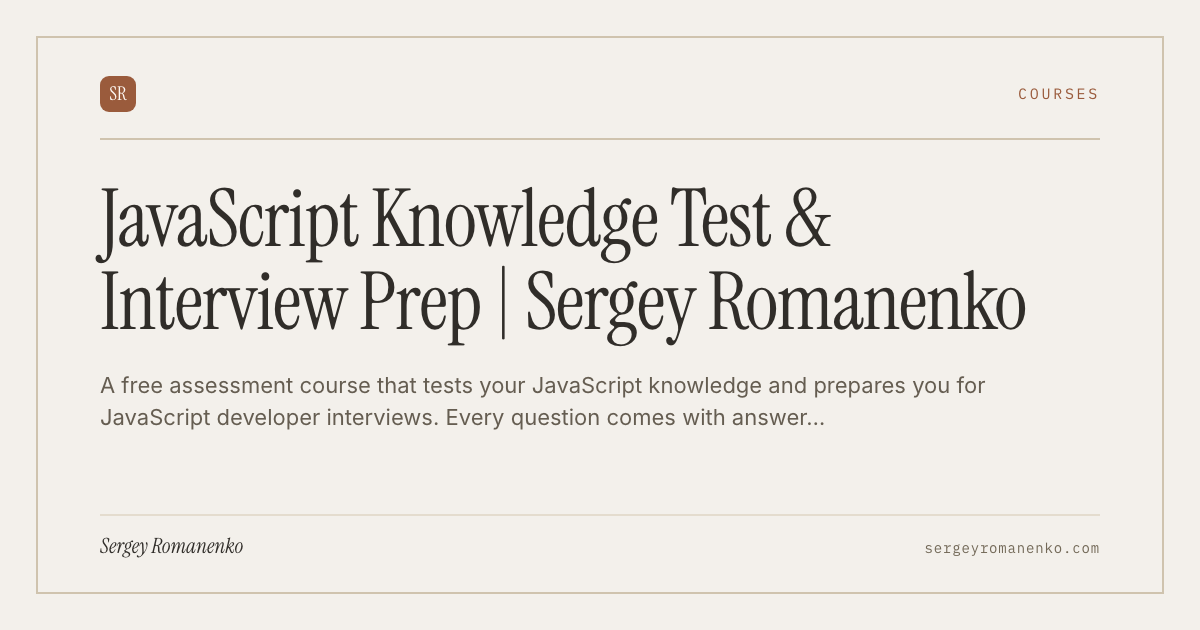 SR
COURSES
JavaScript Knowledge Test &
Interview Prep | Sergey Romanenko
A free assessment course that tests your JavaScript knowledge and prepares you for
JavaScript developer interviews. Every question comes with answer...
Sergey Romanenko
sergeyromanenko.com